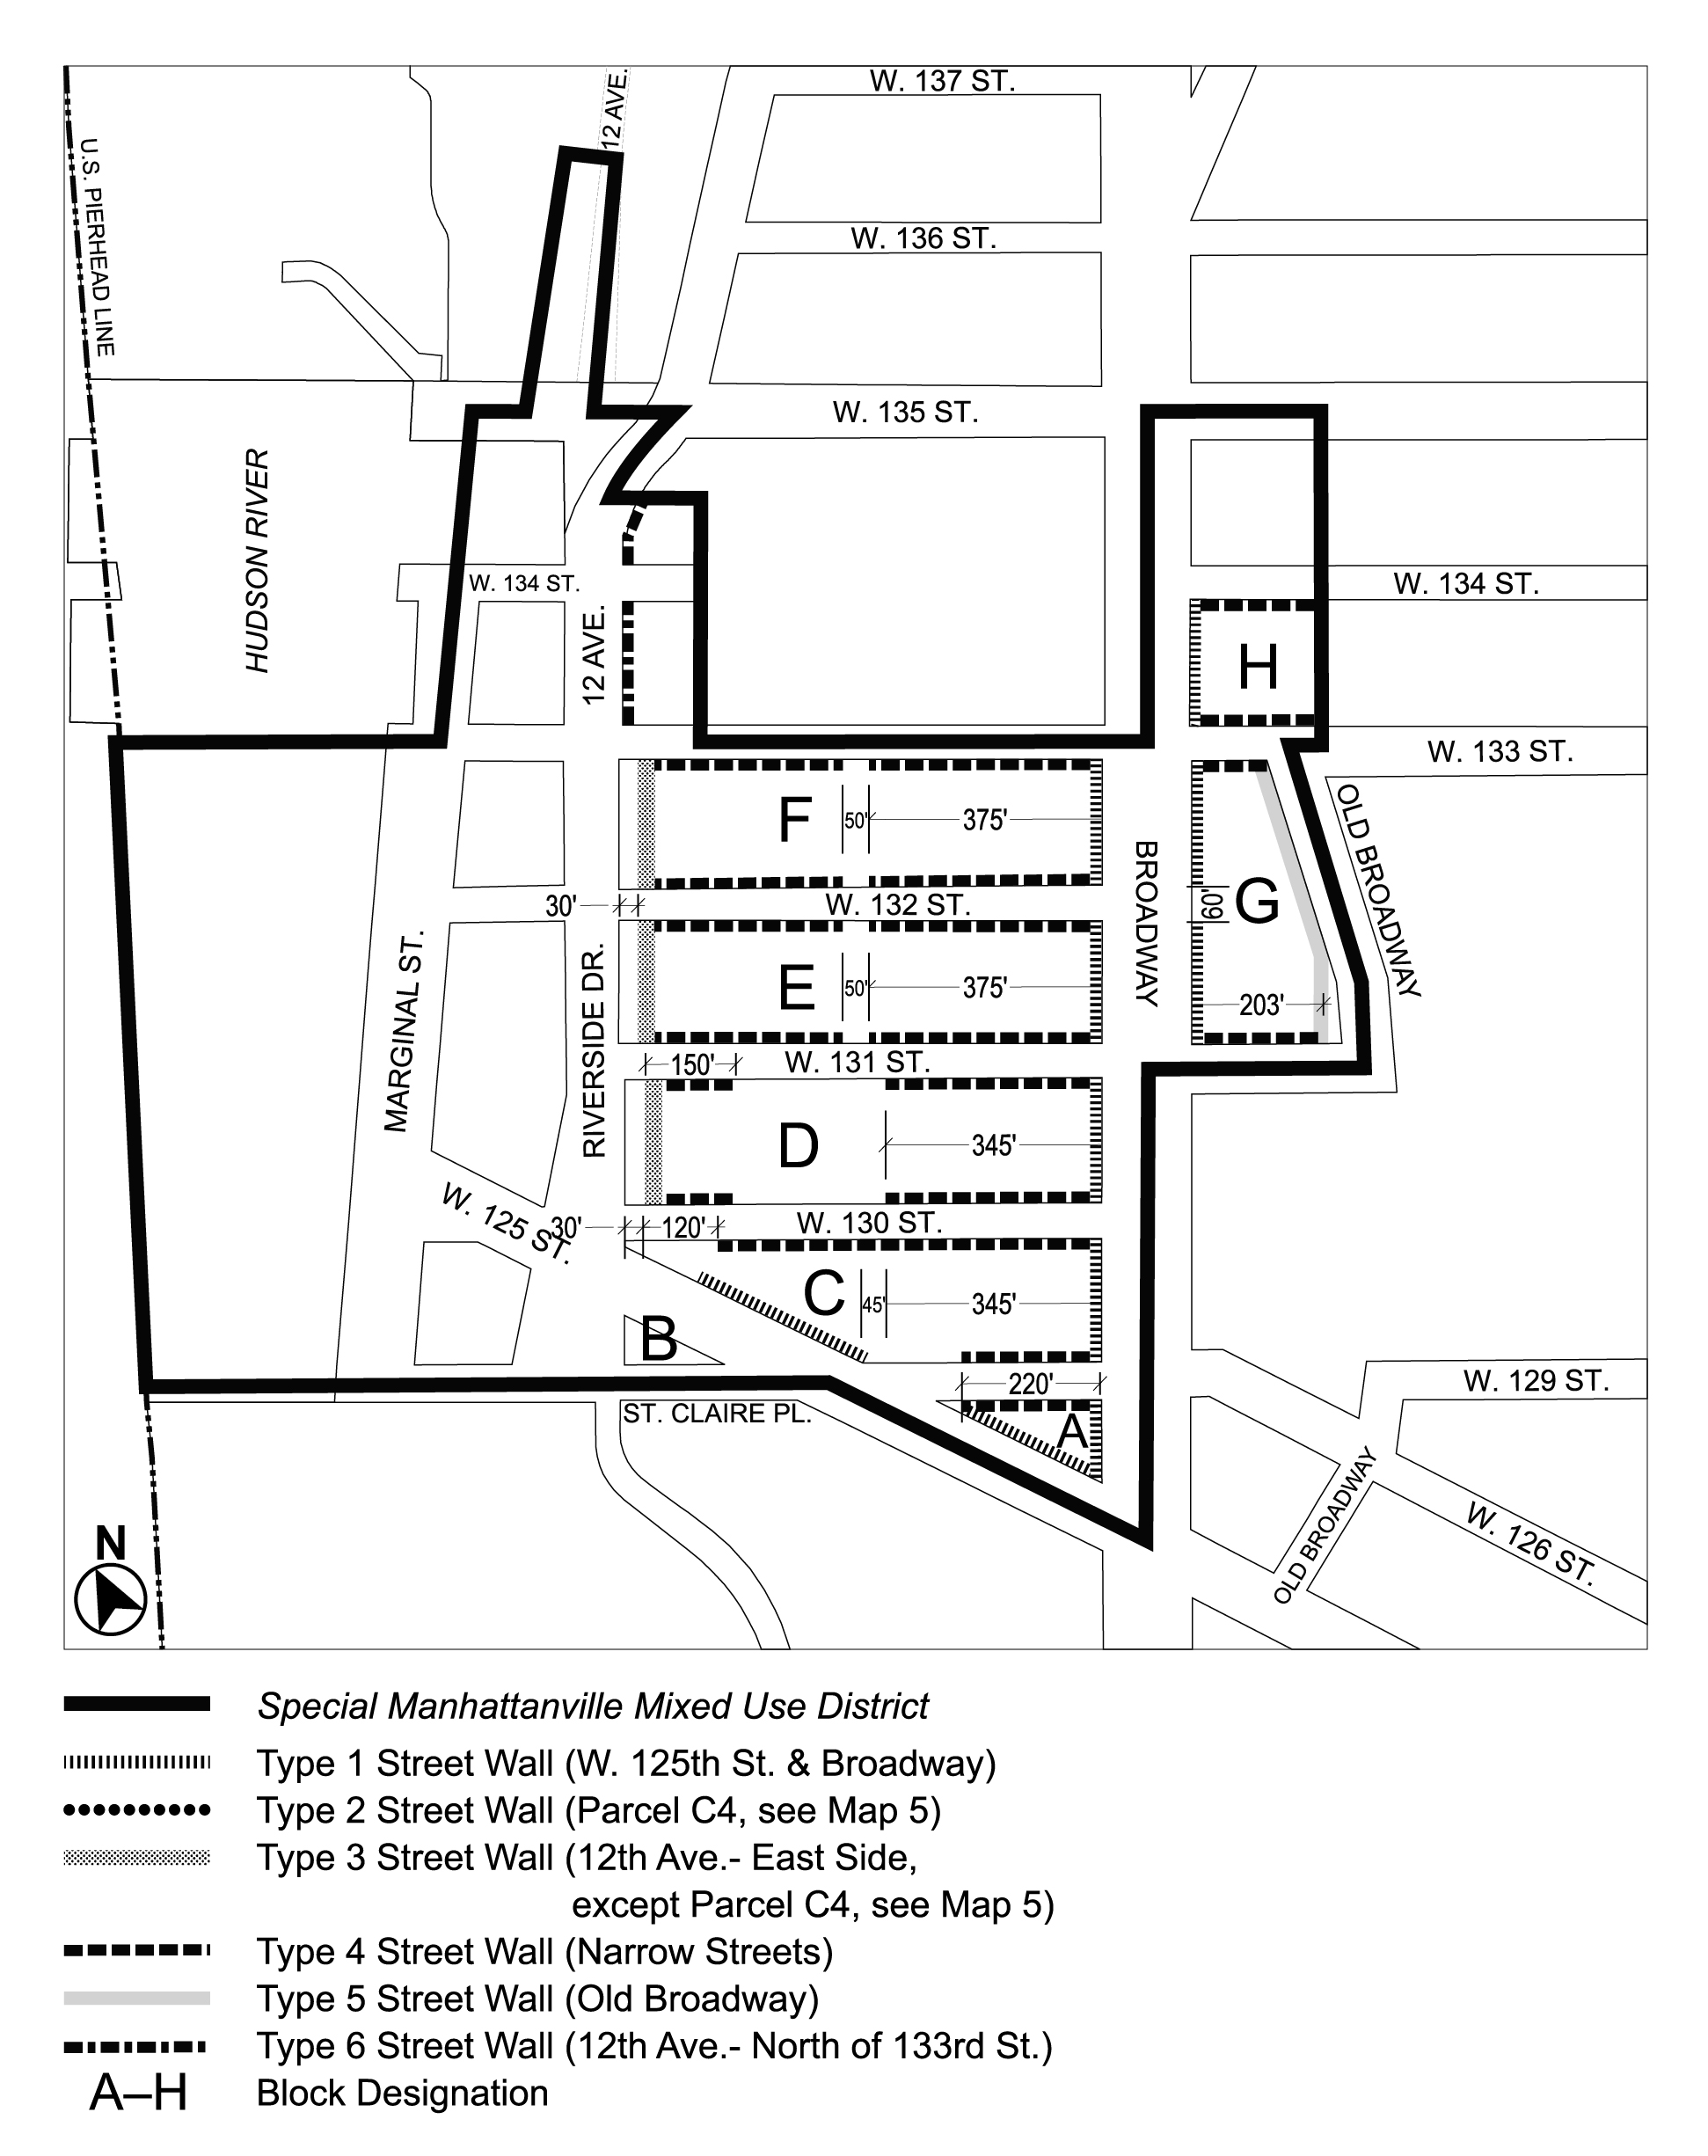 W. 137 ST.
12 AVE.
U.S. PIERHEAD LINE
W. 136 ST.
W. 135 ST.
HUDSON RIVER
W. 134 ST.
W. 134 ST.
12 AVE.
H
W. 133 ST.
OLD BROADWAY
F
50'
375'
BROADWAY
G
60'
30'
W. 132 ST.
MARGINAL ST.
RIVERSIDE DR.
E
50'
375'
203'
150'
W. 131 ST.
D
345'
W. 125 ST.
30'
120'
W. 130 ST.
C
45'
345'
B
220'
W. 129 ST.
ST. CLAIRE PL.
A
OLD BROADWAY
W. 126 ST.
N
Special Manhattanville Mixed Use District
Type 1 Street Wall (W. 125th St. & Broadway)
Type 2 Street Wall (Parcel C4, see Map 5)
Type 3 Street Wall (12th Ave.- East Side,
except Parcel C4, see Map 5)
Type 4 Street Wall (Narrow Streets)
Type 5 Street Wall (Old Broadway)
Type 6 Street Wall (12th Ave.- North of 133rd St.)
A–H Block Designation